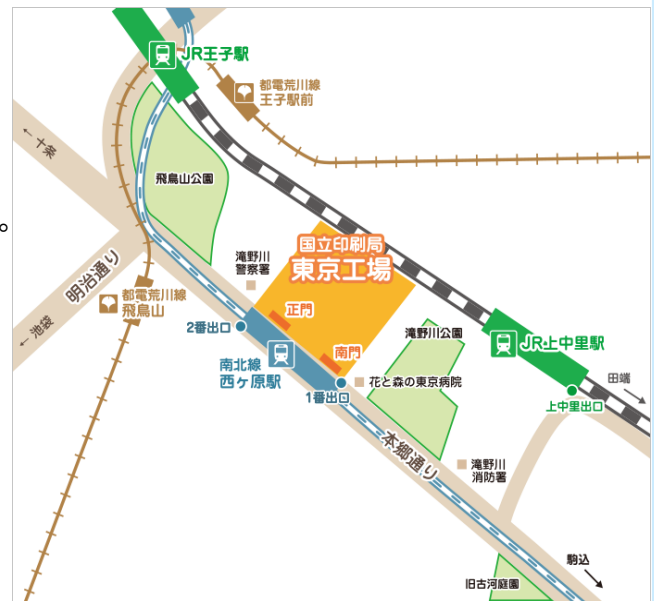 JR王子駅
都電荒川線
王子駅前
← 十条
飛鳥山公園
。
国立印刷局
東京工場
滝野川
警察署
明治通り
都電荒川線
飛鳥山
← 池袋
正門
2番出口
南門
滝野川公園
JR上中里駅
南北線
西ヶ原駅
花と森の東京病院
1番出口
田端
上中里出口
本郷通り
滝野川
消防署
駒込
旧古河庭園